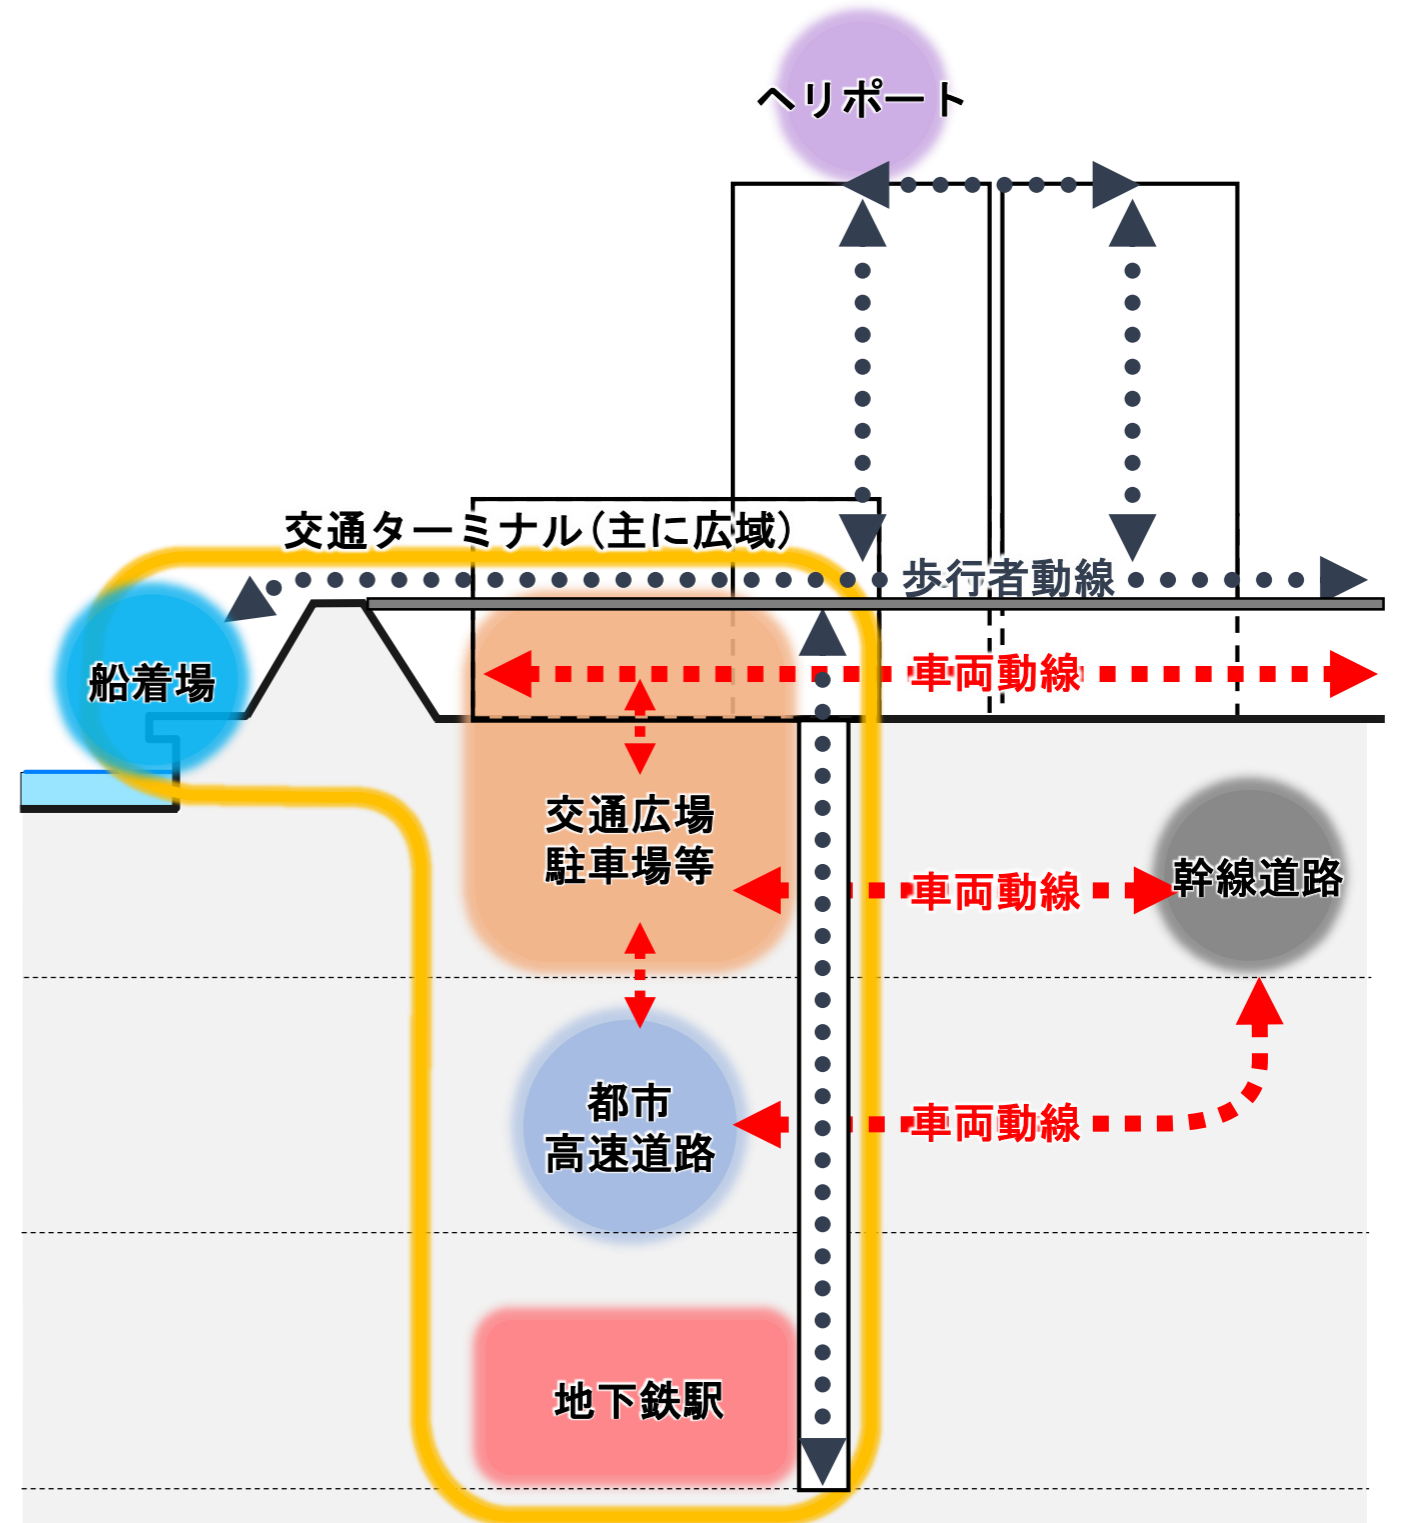 ヘリポート
交通ターミナル(主に広域)
歩行者動線
船着場
車両動線
交通広場
駐車場等
車両動線
幹線道路
都市
高速道路
車両動線
地下鉄駅